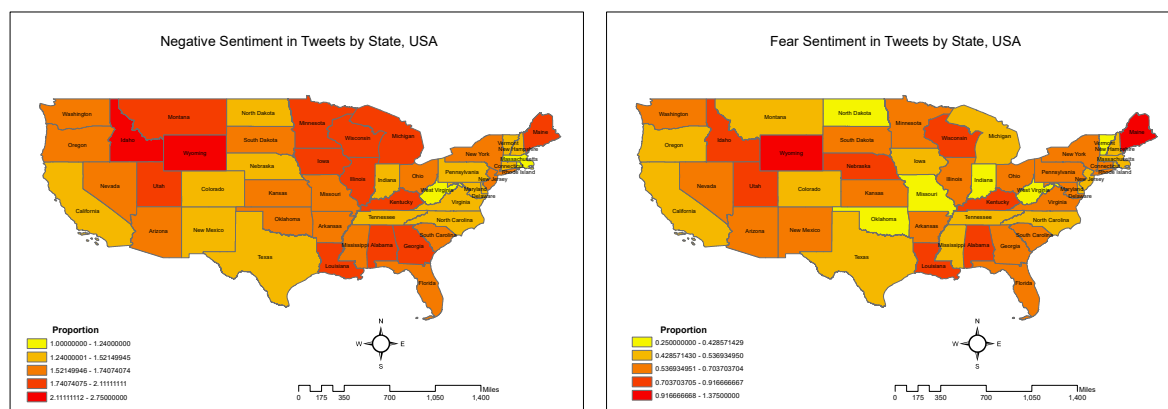 Negative Sentiment in Tweets by State, USA
Washington
Montana
North Dakota
Minnesota
Maine
Oregon
Idaho
Wyoming
South Dakota
Wisconsin
Michigan
New York
Vermont
New Hampshire
Massachusetts
Connecticut
Rhode Island
Nevada
Utah
Colorado
Nebraska
Iowa
Illinois
Indiana
Ohio
Pennsylvania
New Jersey
Maryland
Delaware
West Virginia
Virginia
California
Kansas
Missouri
Kentucky
Arizona
New Mexico
Oklahoma
Arkansas
Tennessee
North Carolina
South Carolina
Texas
Louisiana
Mississippi
Alabama
Georgia
Florida
Proportion
1.00000000 - 1.24000000
1.24000001 - 1.52149945
1.52149946 - 1.74074074
1.74074075 - 2.11111111
2.11111112 - 2.75000000
N
W E
S
Miles
0 175 350 700 1,050 1,400
Fear Sentiment in Tweets by State, USA
Washington
Montana
North Dakota
Minnesota
Maine
Oregon
Idaho
Wyoming
South Dakota
Wisconsin
Michigan
New York
Vermont
New Hampshire
Massachusetts
Connecticut
Rhode Island
Nevada
Utah
Colorado
Nebraska
Iowa
Illinois
Indiana
Ohio
Pennsylvania
New Jersey
Maryland
Delaware
West Virginia
Virginia
California
Kansas
Missouri
Kentucky
Arizona
New Mexico
Oklahoma
Arkansas
Tennessee
North Carolina
South Carolina
Texas
Louisiana
Mississippi
Alabama
Georgia
Florida
Proportion
0.250000000 - 0.428571429
0.428571430 - 0.536934950
0.536934951 - 0.703703704
0.703703705 - 0.916666667
0.916666668 - 1.37500000
N
W E
S
Miles
0 175 350 700 1,050 1,400